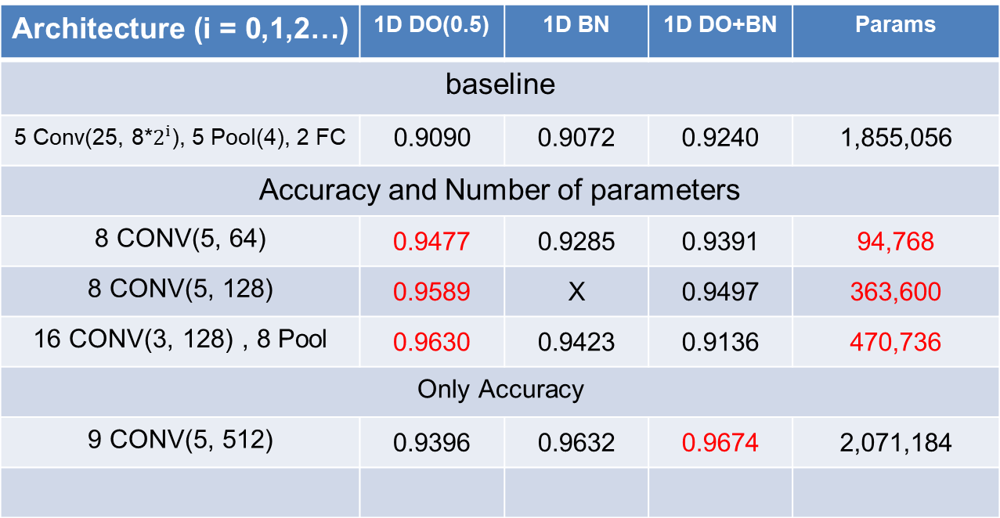 Architecture (i = 0,1,2…) 1D DO(0.5) 1D BN 1D DO+BN Params
baseline
5 Conv(25, 8*2ⁱ), 5 Pool(4), 2 FC 0.9090 0.9072 0.9240 1,855,056
Accuracy and Number of parameters
8 CONV(5, 64) 0.9477 0.9285 0.9391 94,768
8 CONV(5, 128) 0.9589 X 0.9497 363,600
16 CONV(3, 128) , 8 Pool 0.9630 0.9423 0.9136 470,736
Only Accuracy
9 CONV(5, 512) 0.9396 0.9632 0.9674 2,071,184